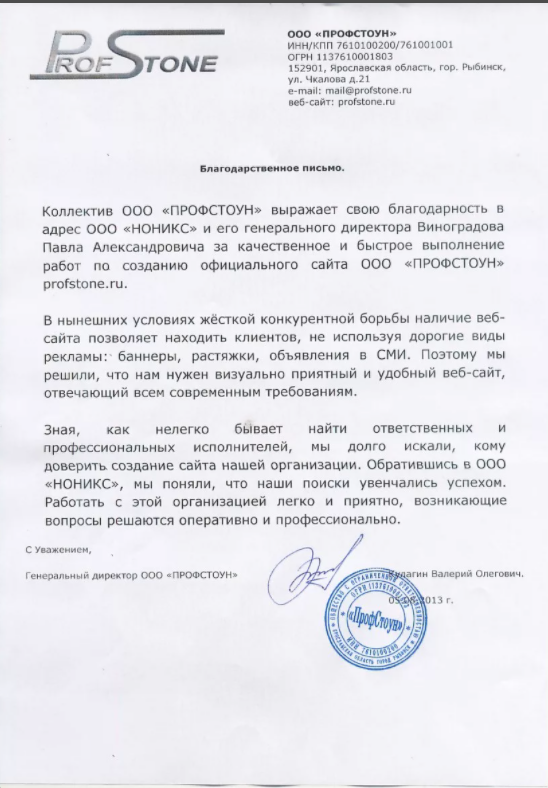 PROFSTONE
ООО «ПРОФСТОУН»
ИНН/КПП 7610100200/761001001
ОГРН 1137610001803
152901, Ярославская область, гор. Рыбинск,
ул. Чкалова д.21
e-mail: mail@profstone.ru
веб-сайт: profstone.ru
Благодарственное письмо.
Коллектив ООО «ПРОФСТОУН» выражает свою благодарность в
адрес ООО «НОНИКС» и его генерального директора Виноградова
Павла Александровича за качественное и быстрое выполнение
работ по созданию официального сайта ООО «ПРОФСТОУН»
profstone.ru.
В нынешних условиях жёсткой конкурентной борьбы наличие веб-
сайта позволяет находить клиентов, не используя дорогие виды
рекламы: баннеры, растяжки, объявления в СМИ. Поэтому мы
решили, что нам нужен визуально приятный и удобный веб-сайт,
отвечающий всем современным требованиям.
Зная, как нелегко бывает найти ответственных и
профессиональных исполнителей, мы долго искали, кому
доверить создание сайта нашей организации. Обратившись в ООО
«НОНИКС», мы поняли, что наши поиски увенчались успехом.
Работать с этой организацией легко и приятно, возникающие
вопросы решаются оперативно и профессионально.
С Уважением,
Генеральный директор ООО «ПРОФСТОУН»
Валерий Олегович.
2013 г.
ОБЩЕСТВО С ОГРАНИЧЕННОЙ ОТВЕТСТВЕННОСТЬЮ
ОГРН 1137610001803
«ПрофСтоун»
ИНН 7610100200
ЯРОСЛАВСКАЯ ОБЛАСТЬ ГОРОД РЫБИНСК